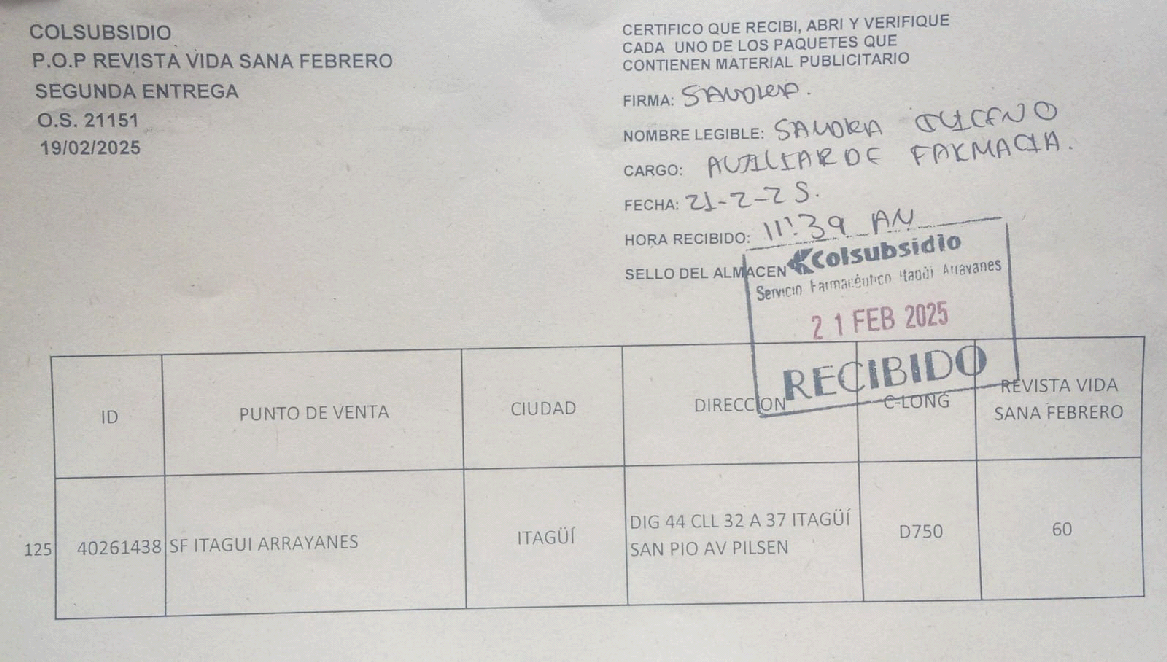 COLSUBSIDIO
P.O.P REVISTA VIDA SANA FEBRERO
SEGUNDA ENTREGA
O.S. 21151
19/02/2025
CERTIFICO QUE RECIBI, ABRI Y VERIFIQUE
CADA UNO DE LOS PAQUETES QUE
CONTIENEN MATERIAL PUBLICITARIO
FIRMA:
NOMBRE LEGIBLE: SANDRA
CARGO: AUXILIAR DE FARMACIA.
FECHA: 21-2-25.
HORA RECIBIDO: 11:39 AM
SELLO DEL ALMACEN
Colsubsidio
Servicio Farmacéutico Itagüí Arrayanes
21 FEB 2025
RECIBIDO
ID PUNTO DE VENTA CIUDAD DIRECCION C-LONG REVISTA VIDA
SANA FEBRERO
125 40261438 SF ITAGUI ARRAYANES ITAGÜÍ DIG 44 CLL 32 A 37 ITAGÜÍ D750 60
SAN PIO AV PILSEN